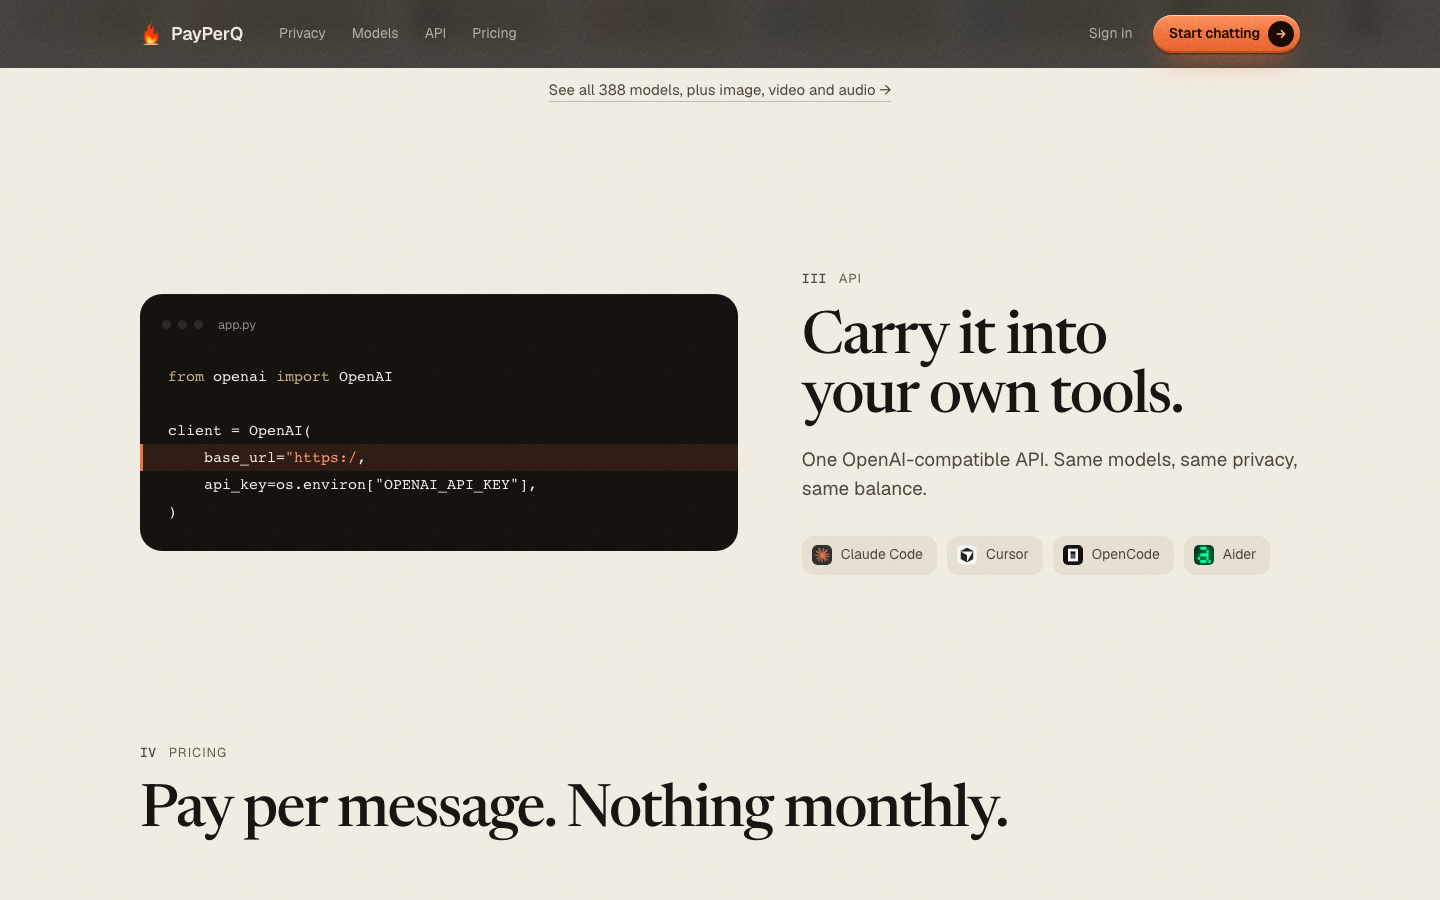 PayPerQ
Privacy
Models
API
Pricing
Sign in
Start chatting →
See all 388 models, plus image, video and audio →
app.py
from openai import OpenAI
client = OpenAI(
base_url="https:/,
api_key=os.environ["OPENAI_API_KEY"],
)
III API
Carry it into
your own tools.
One OpenAI-compatible API. Same models, same privacy,
same balance.
Claude Code
Cursor
OpenCode
Aider
IV PRICING
Pay per message. Nothing monthly.